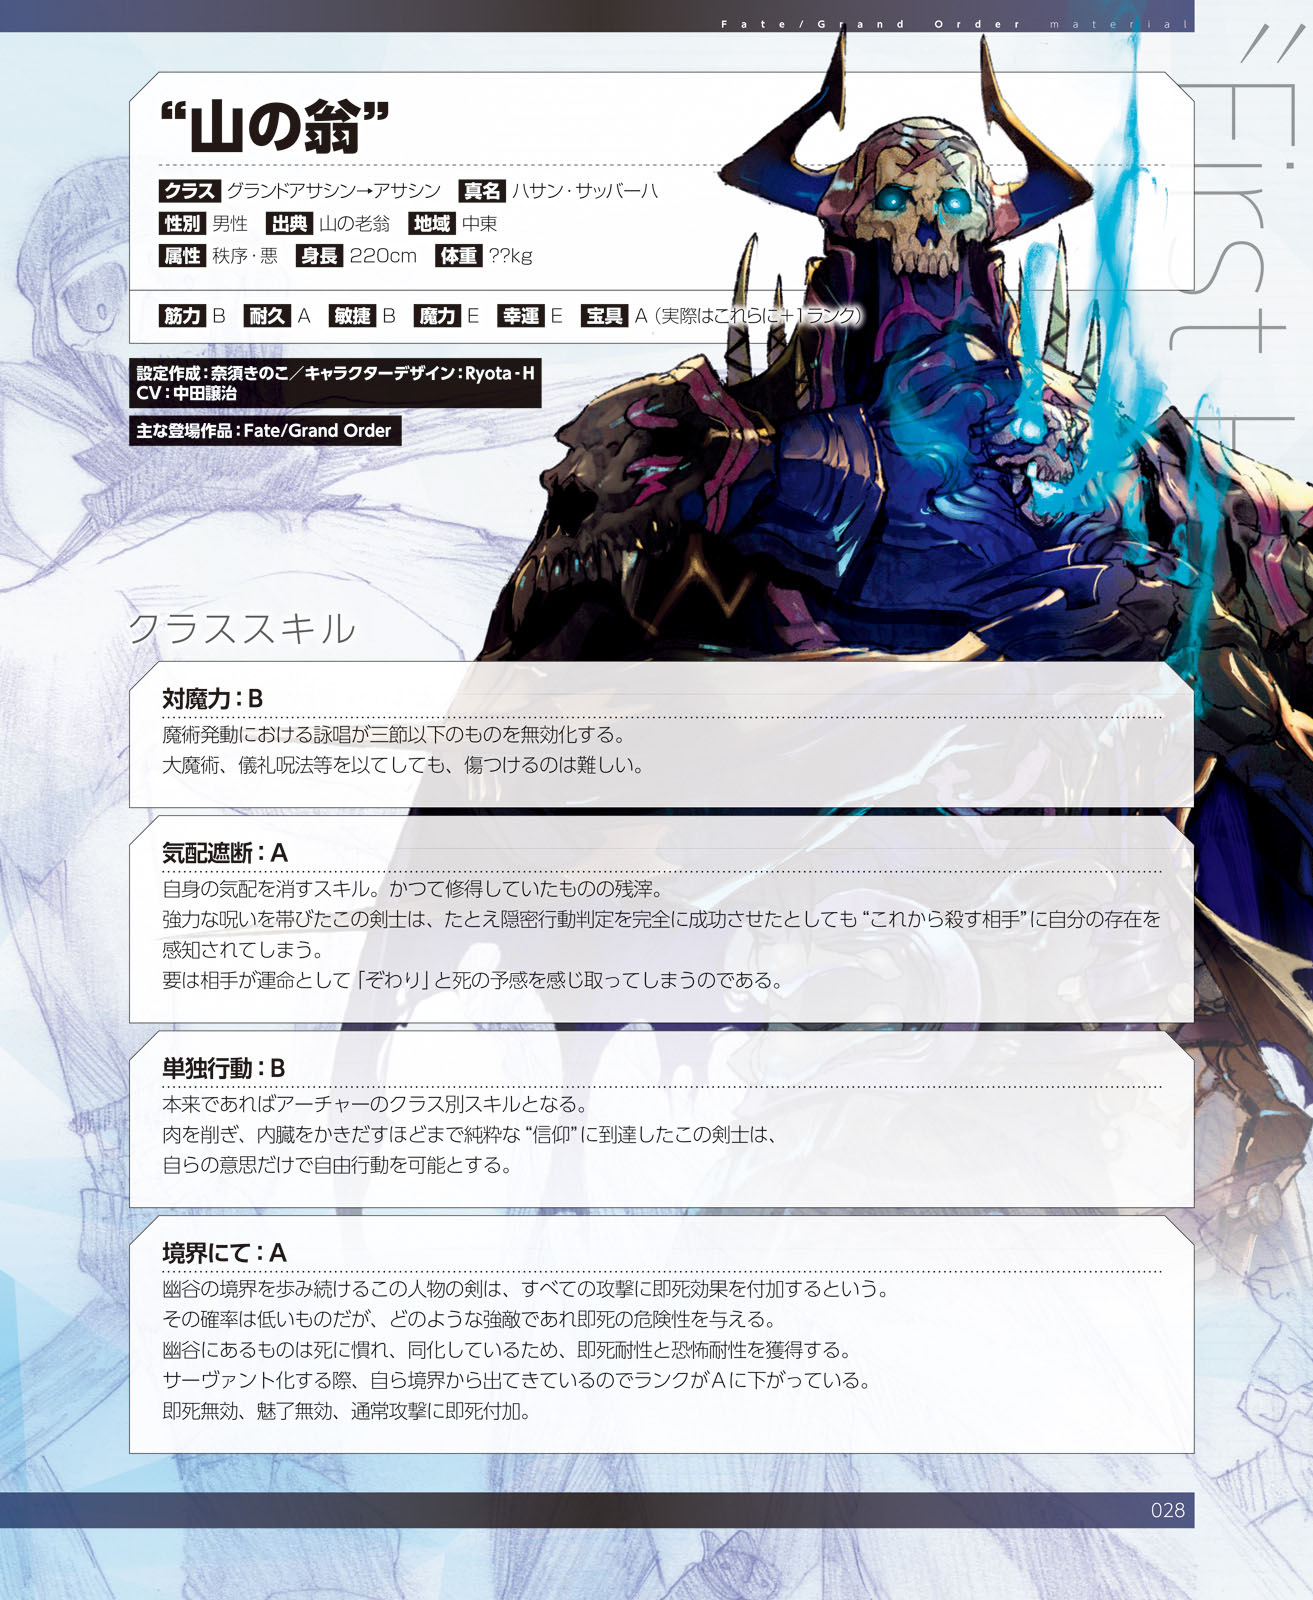 Fate/Grand Order material
"First H
“山の翁”
クラス グランドアサシン→アサシン 真名 ハサン・サッバーハ
性別 男性 出典 山の老翁 地域 中東
属性 秩序・悪 身長 220cm 体重 ??kg
筋力 B 耐久 A 敏捷 B 魔力 E 幸運 E 宝具 A（実際はこれらに＋1ランク）
設定作成：奈須きのこ／キャラクターデザイン：Ryota-H
CV：中田譲治
主な登場作品：Fate/Grand Order
クラススキル
対魔力：B
魔術発動における詠唱が三節以下のものを無効化する。
大魔術、儀礼呪法等を以てしても、傷つけるのは難しい。
気配遮断：A
自身の気配を消すスキル。かつて修得していたものの残滓。
強力な呪いを帯びたこの剣士は、たとえ隠密行動判定を完全に成功させたとしても“これから殺す相手”に自分の存在を
感知されてしまう。
要は相手が運命として「ぞわり」と死の予感を感じ取ってしまうのである。
単独行動：B
本来であればアーチャーのクラス別スキルとなる。
肉を削ぎ、内臓をかきだすほどまで純粋な“信仰”に到達したこの剣士は、
自らの意思だけで自由行動を可能とする。
境界にて：A
幽谷の境界を歩み続けるこの人物の剣は、すべての攻撃に即死効果を付加するという。
その確率は低いものだが、どのような強敵であれ即死の危険性を与える。
幽谷にあるものは死に慣れ、同化しているため、即死耐性と恐怖耐性を獲得する。
サーヴァント化する際、自ら境界から出てきているのでランクがAに下がっている。
即死無効、魅了無効、通常攻撃に即死付加。
028